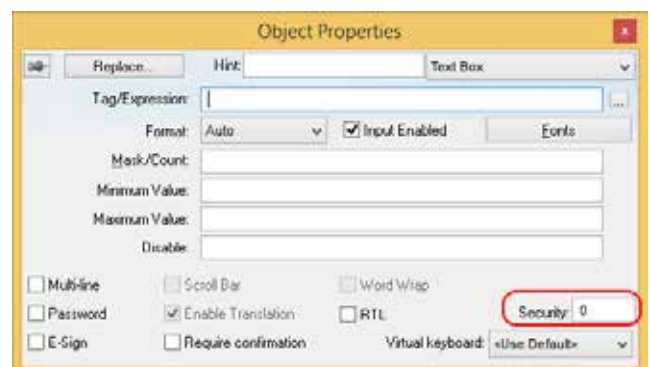 Object Properties
Replace... Hint: Text Box
Tag/Expression: ...
Format: Auto Input Enabled Fonts
Mask/Count:
Minimum Value:
Maximum Value:
Disable:
Multi-line Scroll Bar Word Wrap
Password Enable Translation RTL Security: 0
E-Sign Require confirmation Virtual keyboard: <Use Default>